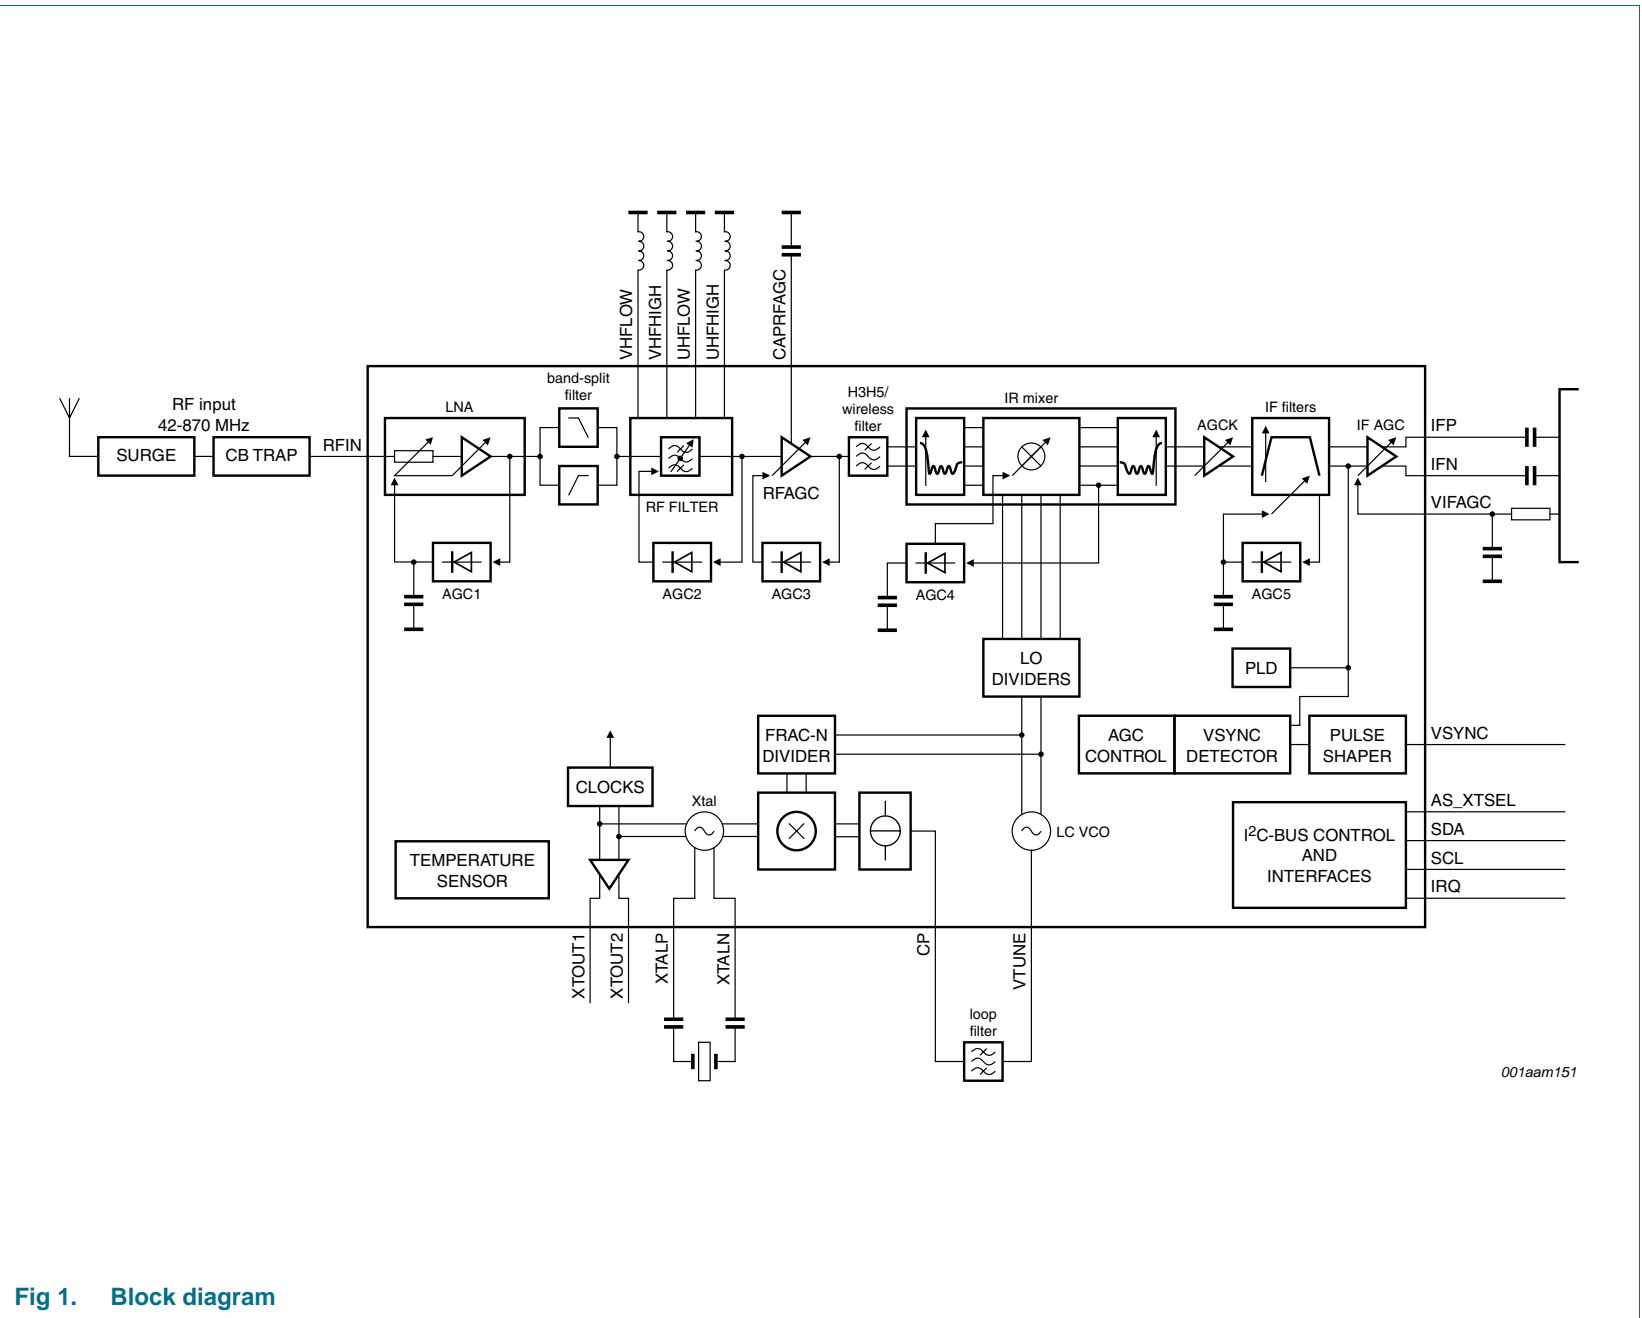 VHFLOW
VHFHIGH
UHFLOW
UHFHIGH
CAPRFAGC
RF input
42-870 MHz
SURGE
CB TRAP
RFIN
LNA
band-split
filter
RF FILTER
RFAGC
H3H5/
wireless
filter
IR mixer
AGCK
IF filters
IF AGC
IFP
IFN
VIFAGC
AGC1
AGC2
AGC3
AGC4
AGC5
LO
DIVIDERS
PLD
FRAC-N
DIVIDER
AGC
CONTROL
VSYNC
DETECTOR
PULSE
SHAPER
VSYNC
CLOCKS
Xtal
LC VCO
TEMPERATURE
SENSOR
I2C-BUS CONTROL
AND
INTERFACES
AS_XTSEL
SDA
SCL
IRQ
XTOUT1
XTOUT2
XTALP
XTALN
CP
VTUNE
loop
filter
001aam151
Fig 1. Block diagram